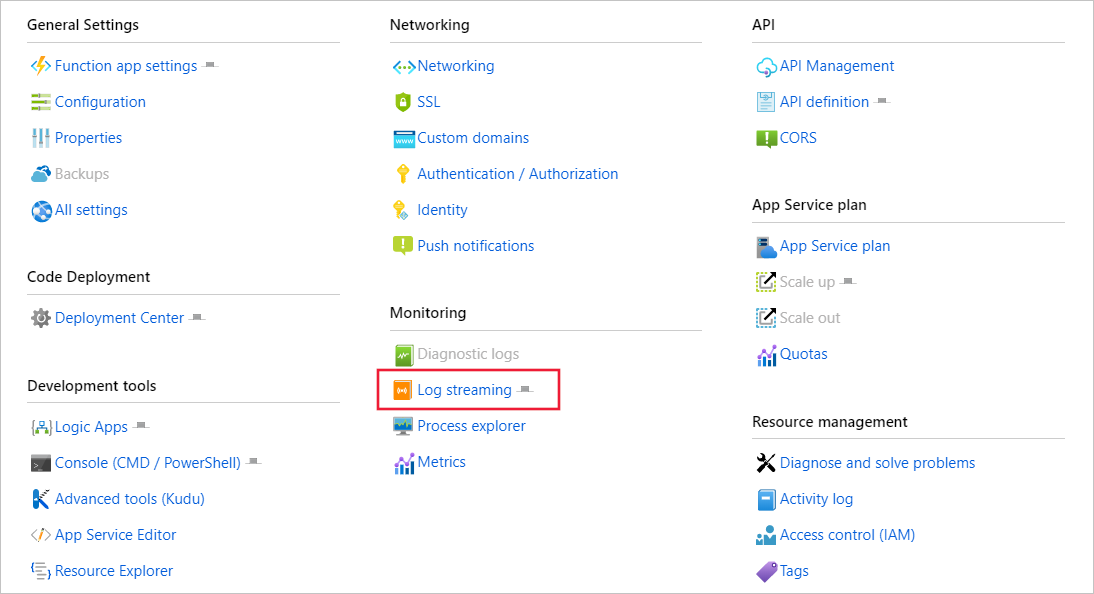 General Settings
Function app settings
Configuration
Properties
Backups
All settings
Code Deployment
Deployment Center
Development tools
Logic Apps
Console (CMD / PowerShell)
Advanced tools (Kudu)
App Service Editor
Resource Explorer
Networking
Networking
SSL
www
Custom domains
Authentication / Authorization
Identity
Push notifications
Monitoring
Diagnostic logs
Log streaming
Process explorer
Metrics
API
API Management
API definition
CORS
App Service plan
App Service plan
Scale up
Scale out
Quotas
Resource management
Diagnose and solve problems
Activity log
Access control (IAM)
Tags